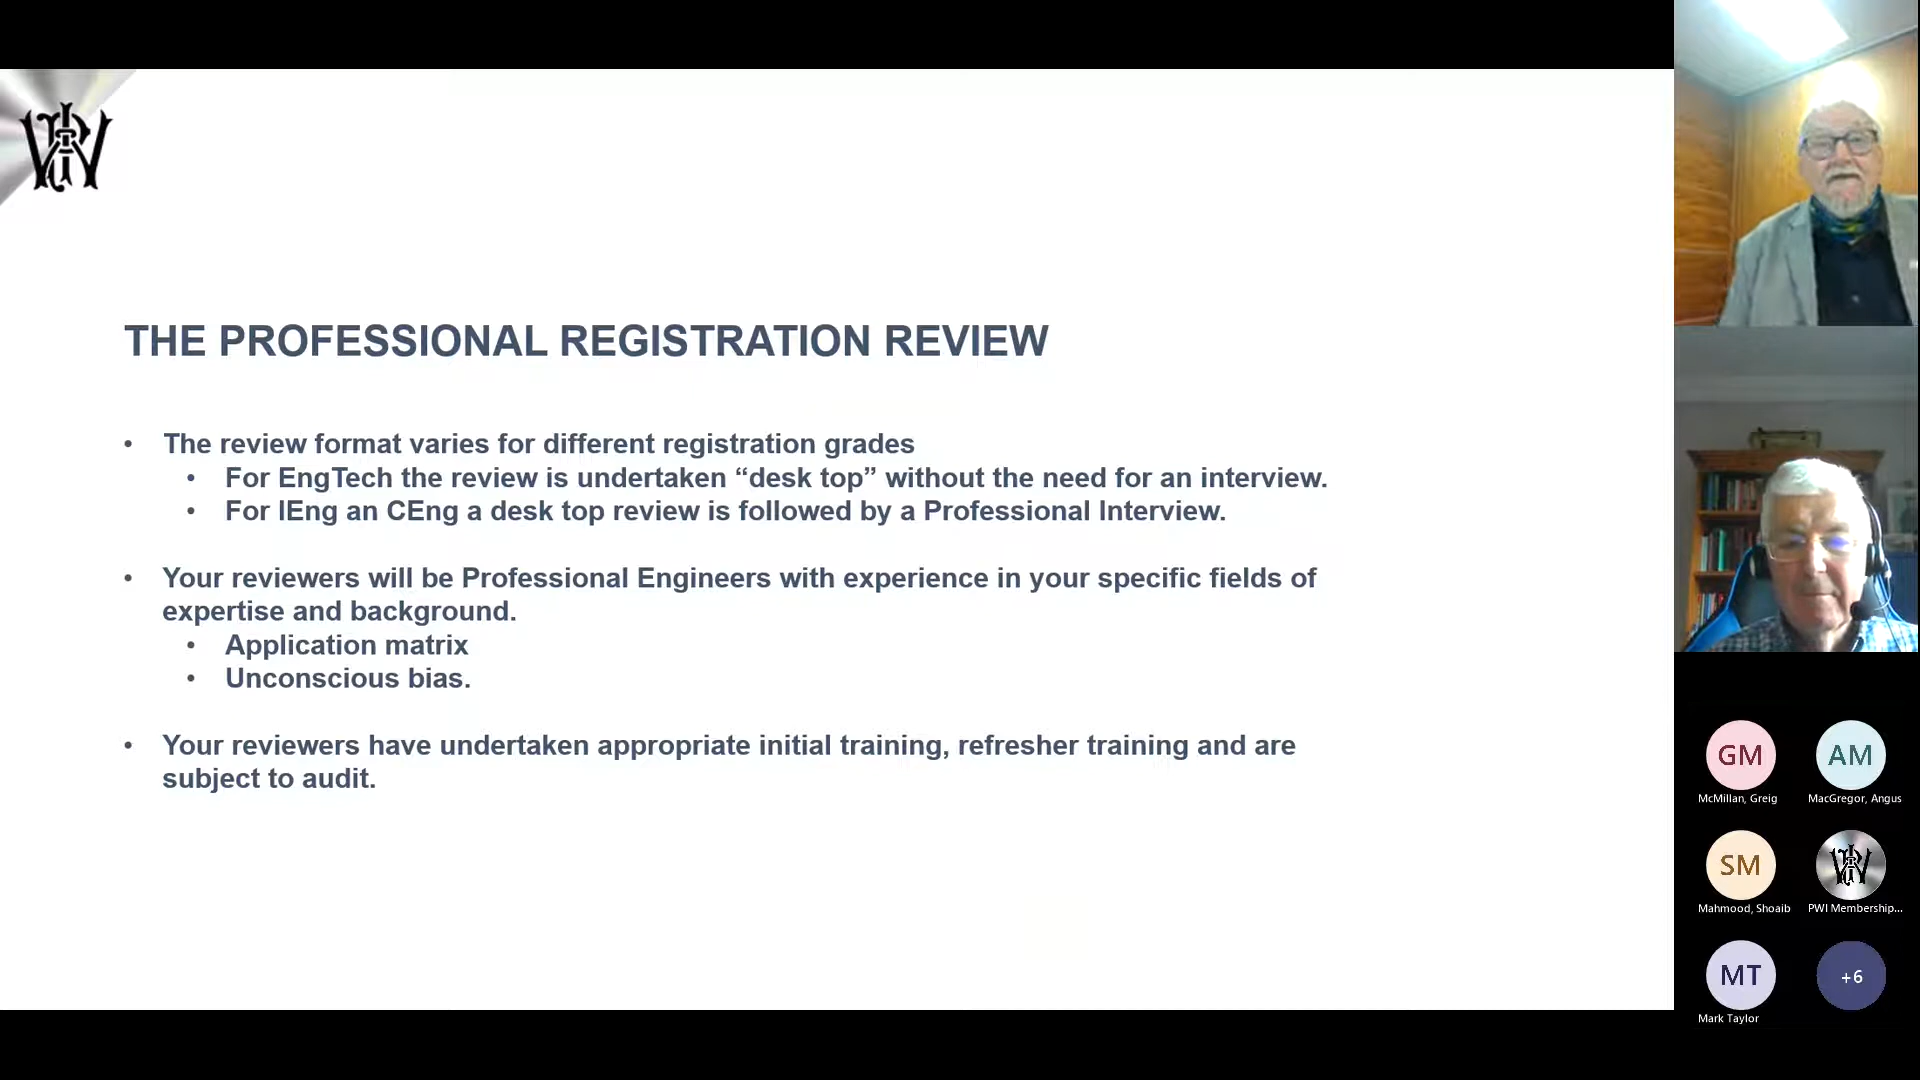 THE PROFESSIONAL REGISTRATION REVIEW
• The review format varies for different registration grades
• For EngTech the review is undertaken “desk top” without the need for an interview.
• For IEng an CEng a desk top review is followed by a Professional Interview.
• Your reviewers will be Professional Engineers with experience in your specific fields of
expertise and background.
• Application matrix
• Unconscious bias.
• Your reviewers have undertaken appropriate initial training, refresher training and are
subject to audit.
GM
AM
McMillan, Greig
MacGregor, Angus
SM
Mahmood, Shoaib
PWI Membership...
MT
+6
Mark Taylor